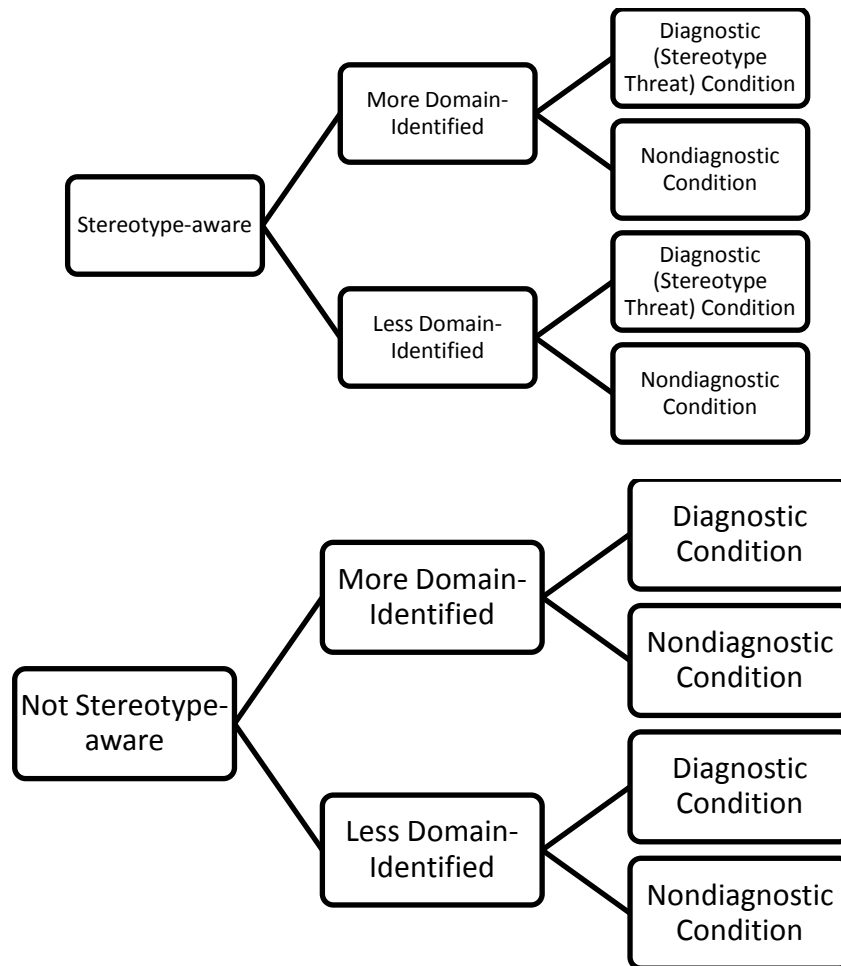 Stereotype-aware
More Domain-
Identified
Diagnostic
(Stereotype
Threat) Condition
Nondiagnostic
Condition
Less Domain-
Identified
Diagnostic
(Stereotype
Threat) Condition
Nondiagnostic
Condition
Not Stereotype-
aware
More Domain-
Identified
Diagnostic
Condition
Nondiagnostic
Condition
Less Domain-
Identified
Diagnostic
Condition
Nondiagnostic
Condition